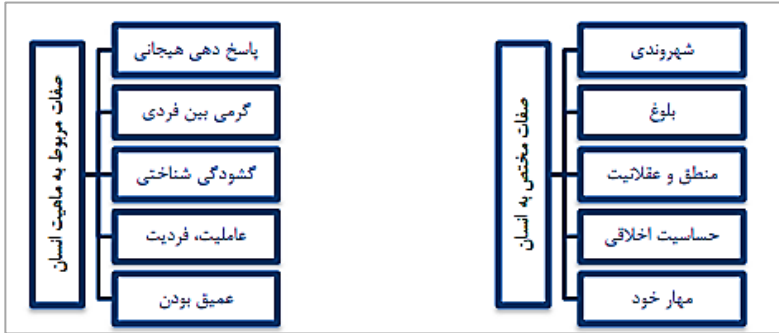 صفات مختص به انسان
شهروندی
بلوغ
منطق و عقلانیت
حساسیت اخلاقی
مهار خود
صفات مربوط به ماهیت انسان
پاسخ دهی هیجانی
گرمی بین فردی
گشودگی شناختی
عاملیت، فردیت
عمیق بودن